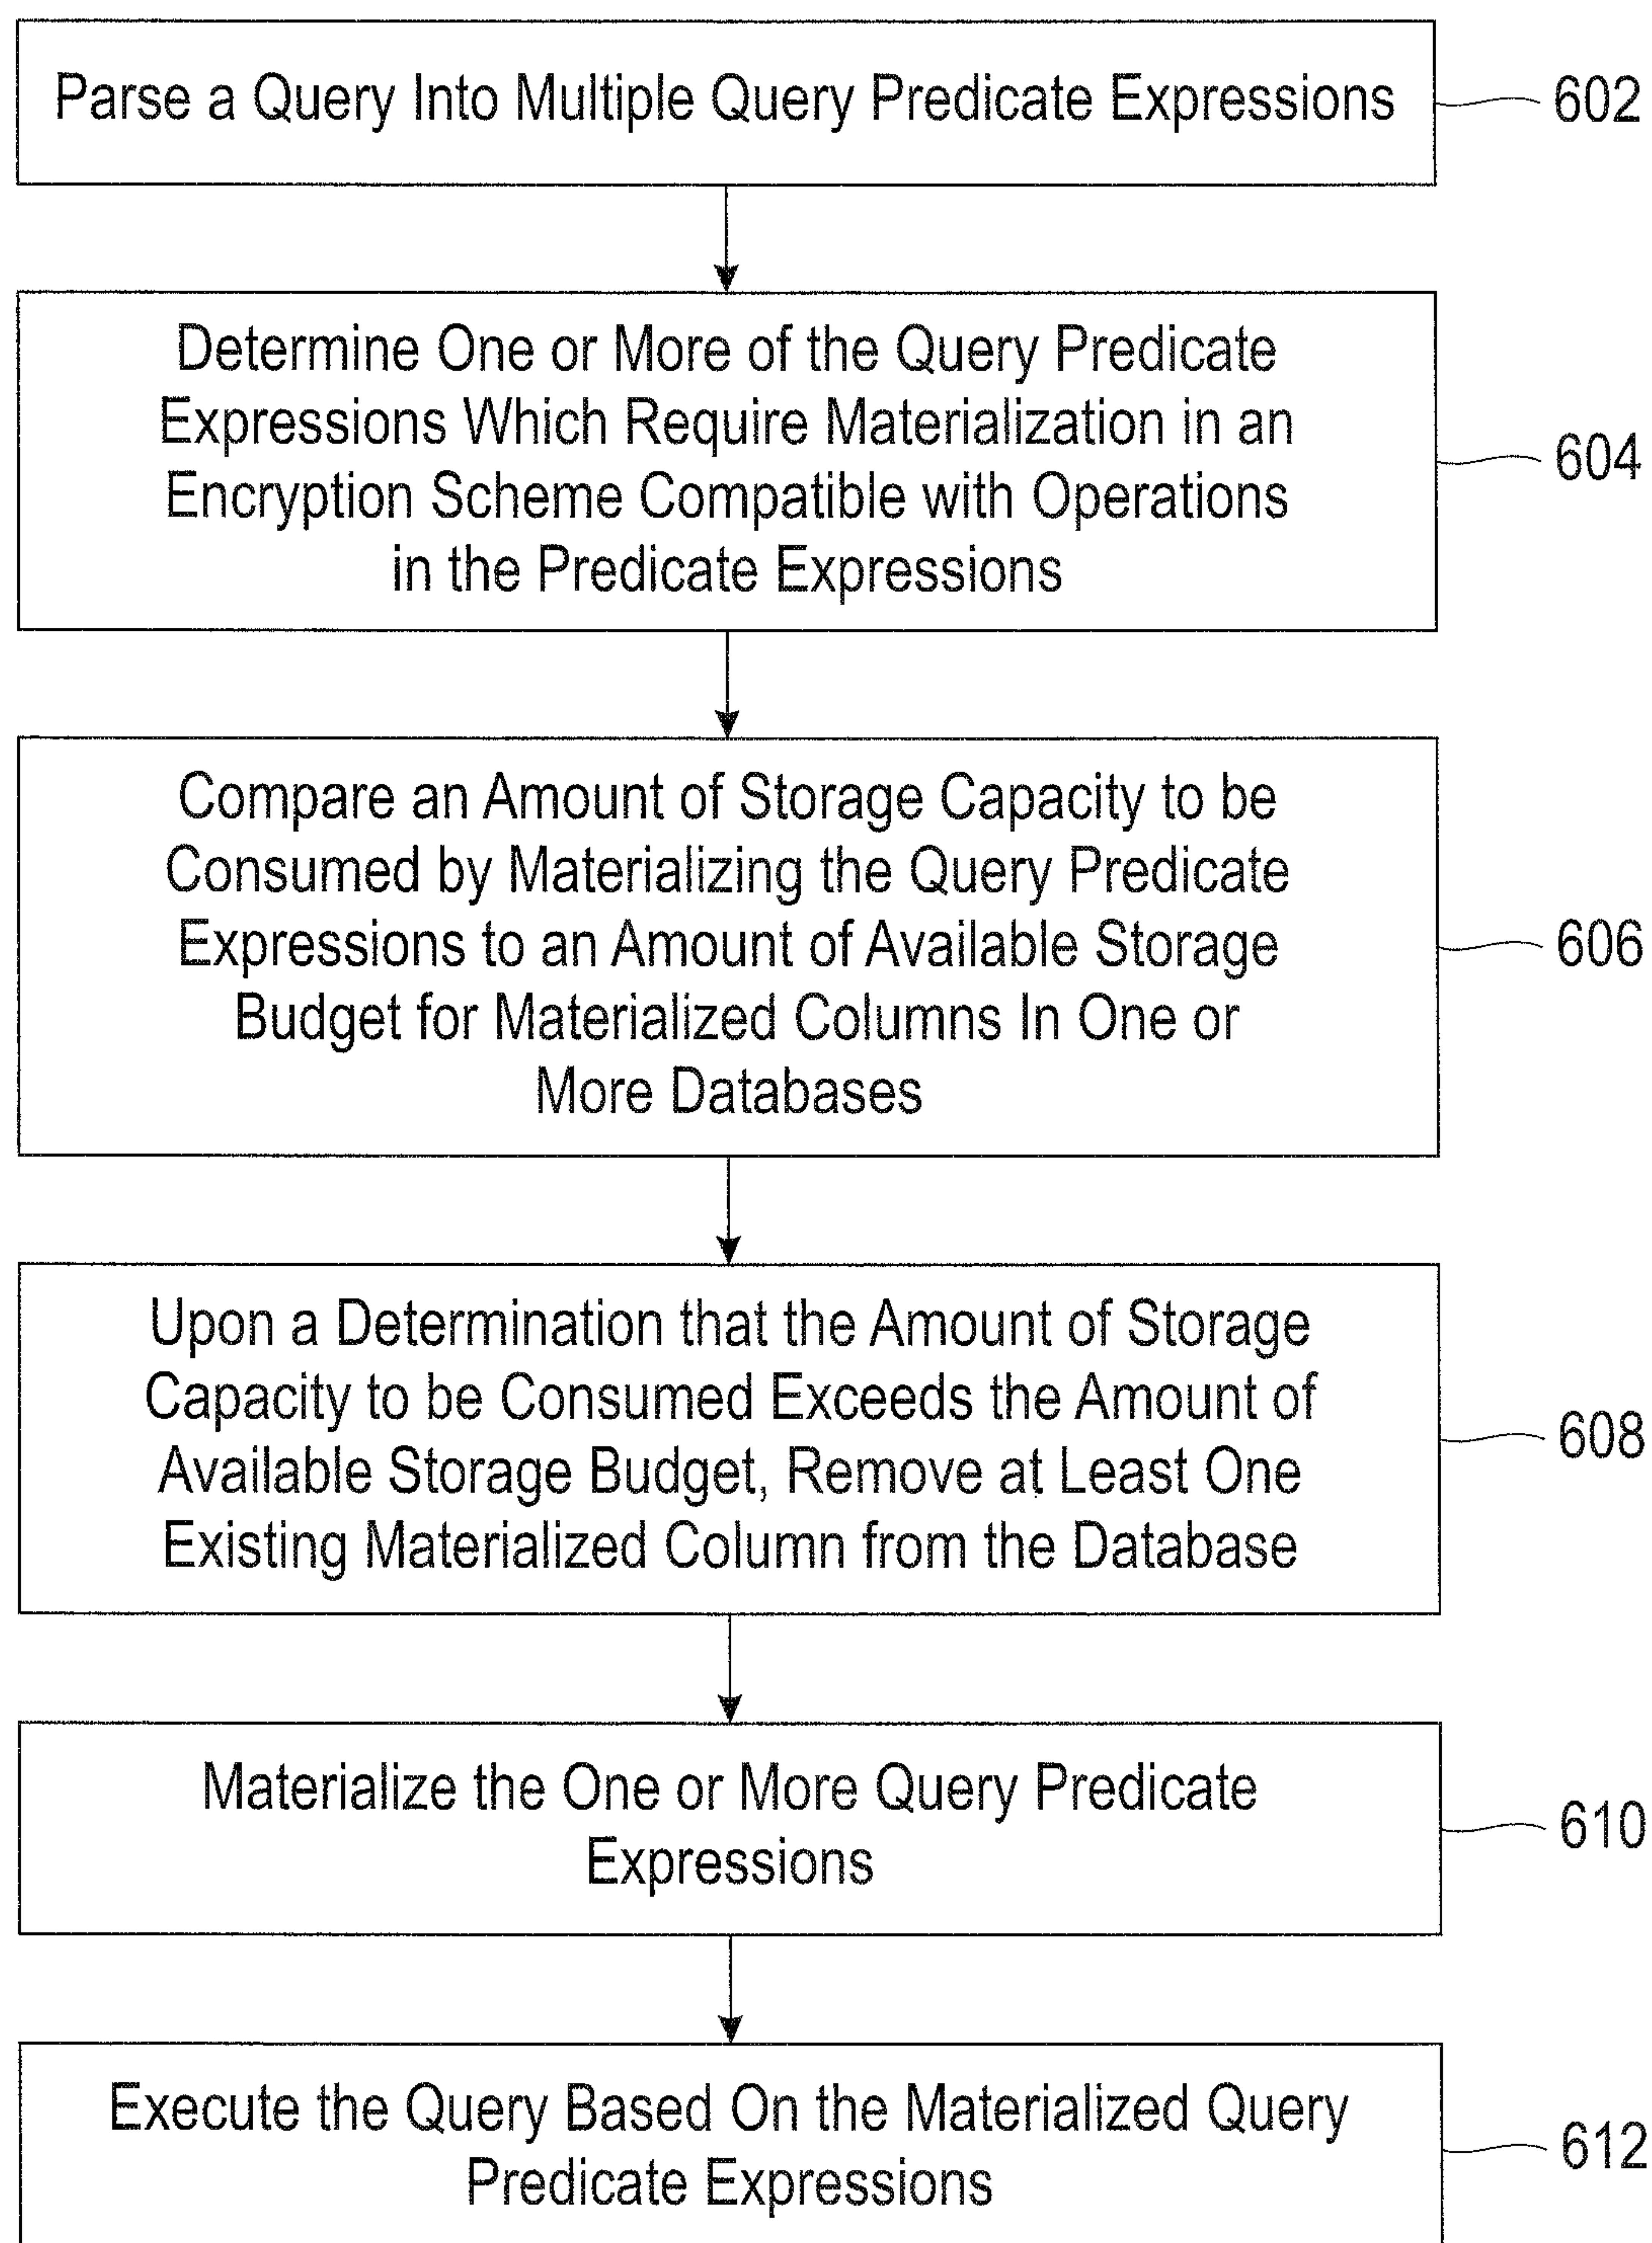 Parse a Query Into Multiple Query Predicate Expressions
602
Determine One or More of the Query Predicate
Expressions Which Require Materialization in an
Encryption Scheme Compatible with Operations
in the Predicate Expressions
604
Compare an Amount of Storage Capacity to be
Consumed by Materializing the Query Predicate
Expressions to an Amount of Available Storage
Budget for Materialized Columns In One or
More Databases
606
Upon a Determination that the Amount of Storage
Capacity to be Consumed Exceeds the Amount of
Available Storage Budget, Remove at Least One
Existing Materialized Column from the Database
608
Materialize the One or More Query Predicate
Expressions
610
Execute the Query Based On the Materialized Query
Predicate Expressions
612